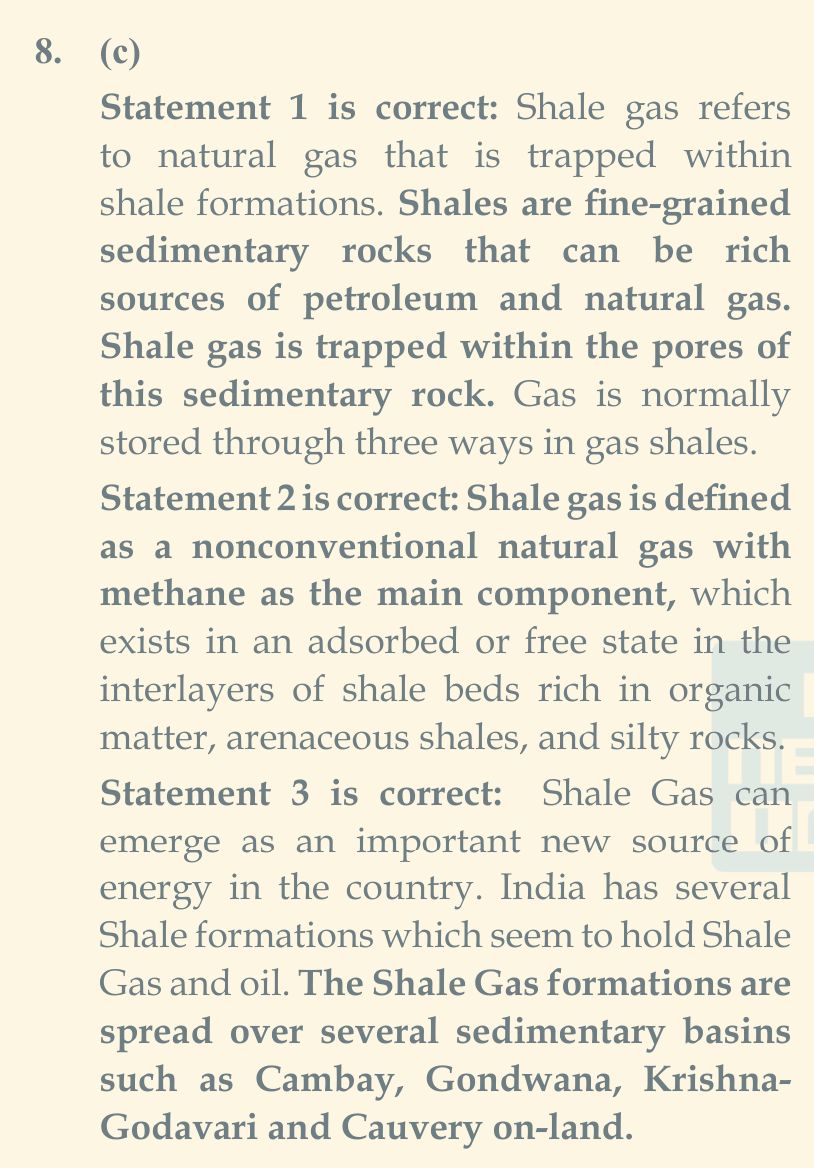 8. (c)
Statement 1 is correct: Shale gas refers
to natural gas that is trapped within
shale formations. Shales are fine-grained
sedimentary rocks that can be rich
sources of petroleum and natural gas.
Shale gas is trapped within the pores of
this sedimentary rock. Gas is normally
stored through three ways in gas shales.
Statement 2 is correct: Shale gas is defined
as a nonconventional natural gas with
methane as the main component, which
exists in an adsorbed or free state in the
interlayers of shale beds rich in organic
matter, arenaceous shales, and silty rocks.
Statement 3 is correct: Shale Gas can
emerge as an important new source of
energy in the country. India has several
Shale formations which seem to hold Shale
Gas and oil. The Shale Gas formations are
spread over several sedimentary basins
such as Cambay, Gondwana, Krishna-
Godavari and Cauvery on-land.